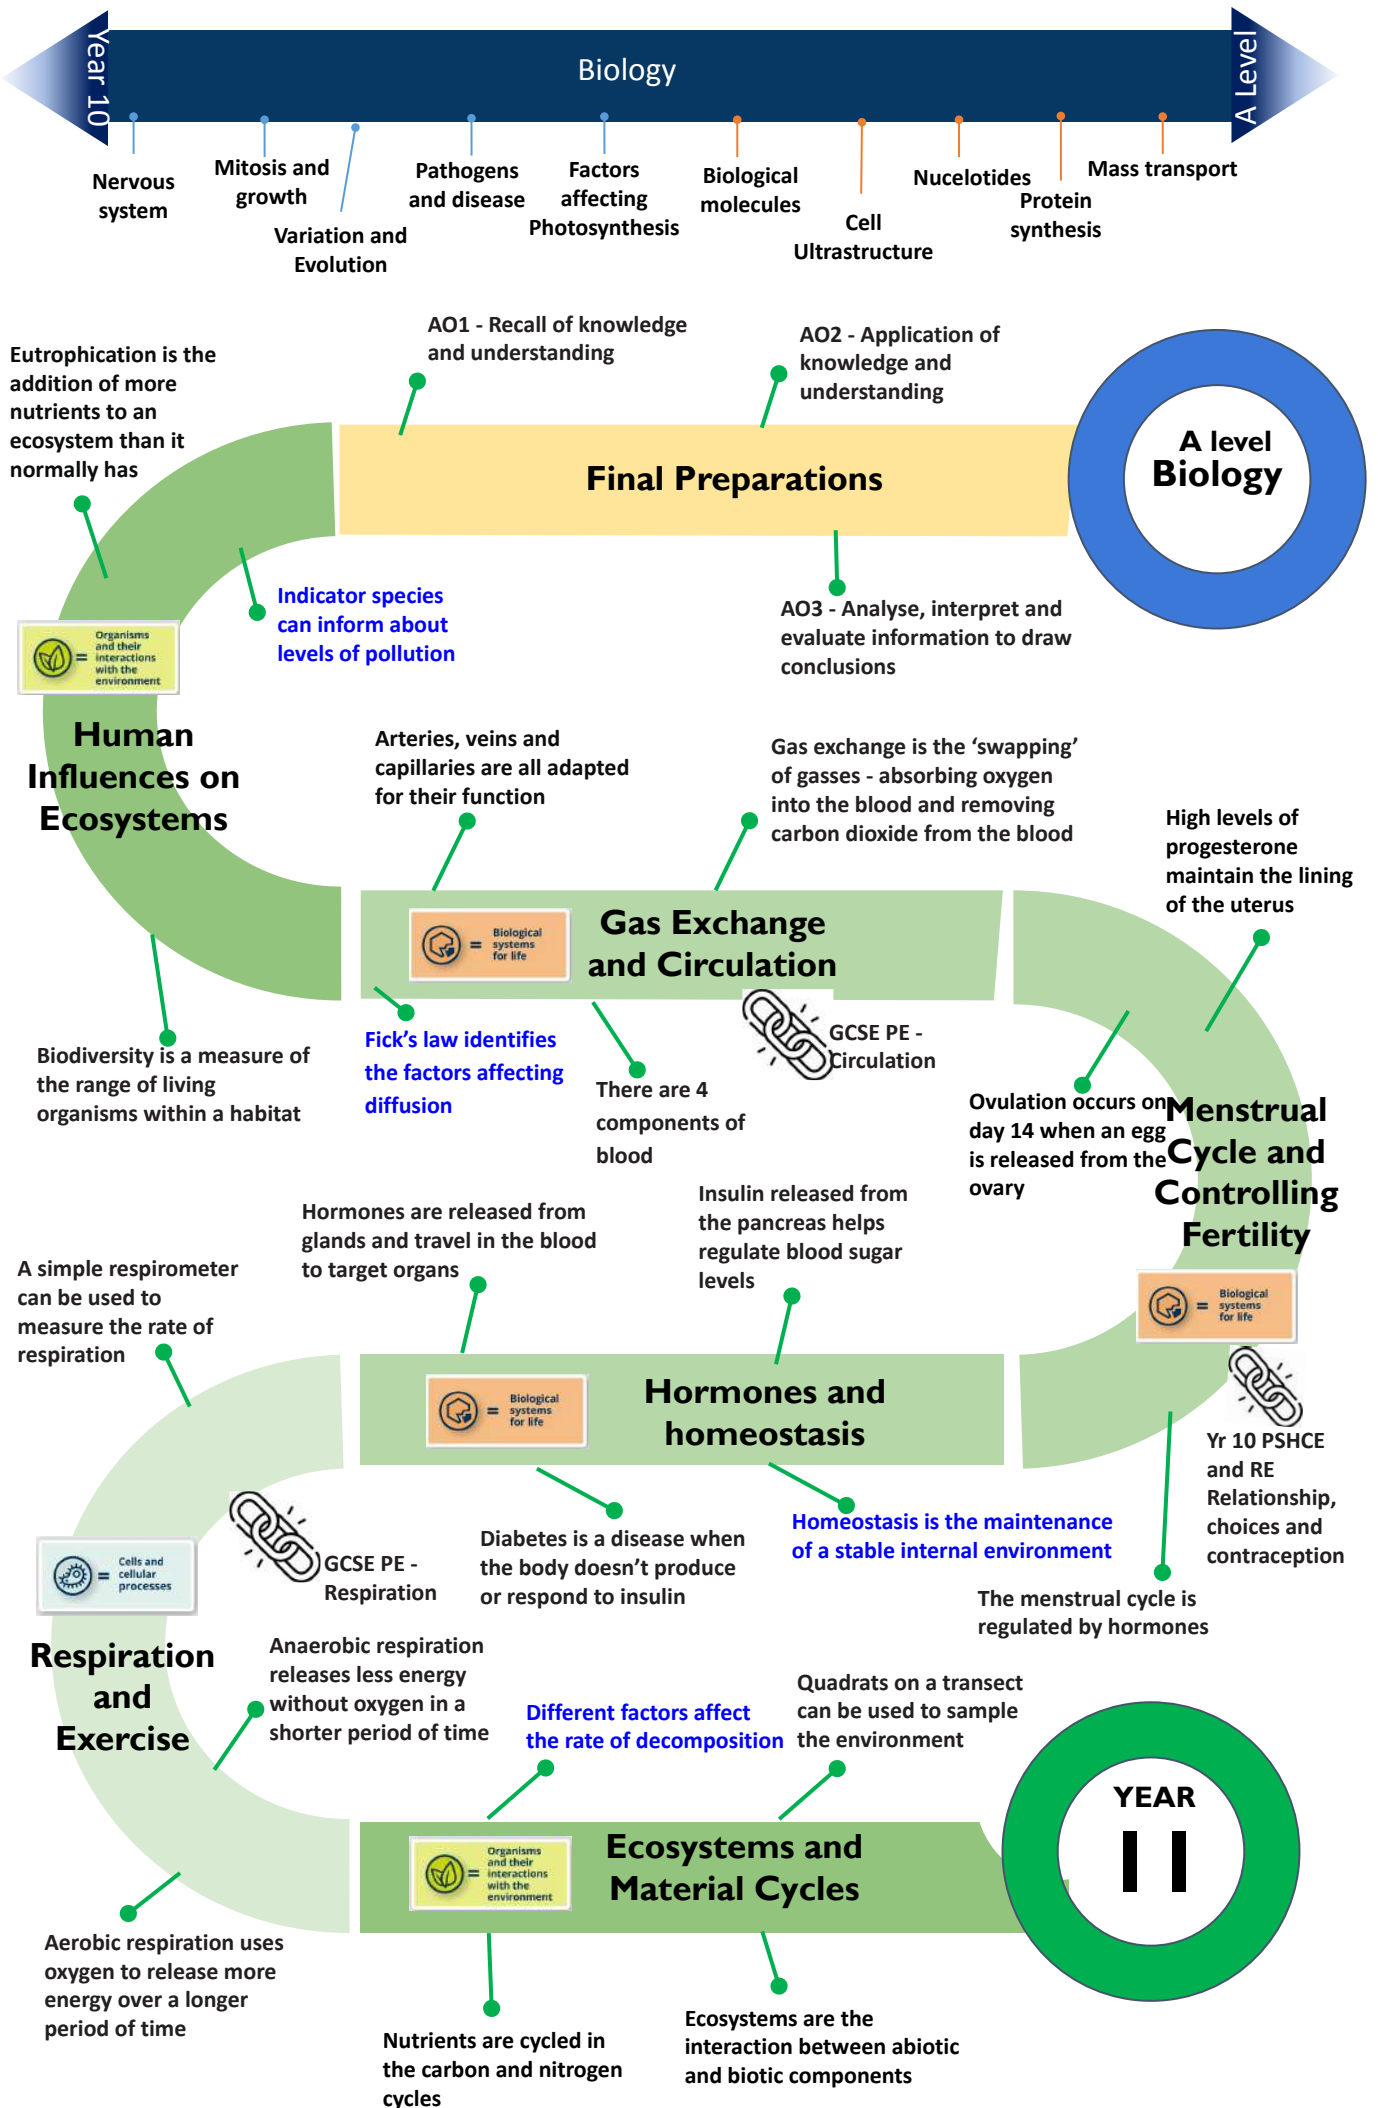 Year 10
Biology
A Level
Nervous
system
Mitosis and
growth
Variation and
Evolution
Pathogens
and disease
Factors
affecting
Photosynthesis
Biological
molecules
Cell
Ultrastructure
Nucelotides
Protein
synthesis
Mass transport
Eutrophication is the
addition of more
nutrients to an
ecosystem than it
normally has
AO1 - Recall of knowledge
and understanding
AO2 - Application of
knowledge and
understanding
Final Preparations
A level
Biology
Indicator species
can inform about
levels of pollution
AO3 - Analyse, interpret and
evaluate information to draw
conclusions
= Organisms
and their
interactions
with the
environment
Human
Influences on
Ecosystems
Arteries, veins and
capillaries are all adapted
for their function
Gas exchange is the ‘swapping’
of gasses - absorbing oxygen
into the blood and removing
carbon dioxide from the blood
High levels of
progesterone
maintain the lining
of the uterus
= Biological
systems
for life
Gas Exchange
and Circulation
Biodiversity is a measure of
the range of living
organisms within a habitat
Fick’s law identifies
the factors affecting
diffusion
There are 4
components of
blood
GCSE PE -
Circulation
Ovulation occurs on
day 14 when an egg
is released from the
ovary
Menstrual
Cycle and
Controlling
Fertility
= Biological
systems
for life
Yr 10 PSHCE
and RE
Relationship,
choices and
contraception
The menstrual cycle is
regulated by hormones
Hormones are released from
glands and travel in the blood
to target organs
Insulin released from
the pancreas helps
regulate blood sugar
levels
= Biological
systems
for life
Hormones and
homeostasis
Diabetes is a disease when
the body doesn’t produce
or respond to insulin
Homeostasis is the maintenance
of a stable internal environment
A simple respirometer
can be used to
measure the rate of
respiration
GCSE PE -
Respiration
= Cells and
cellular
processes
Respiration
and
Exercise
Anaerobic respiration
releases less energy
without oxygen in a
shorter period of time
Aerobic respiration uses
oxygen to release more
energy over a longer
period of time
Different factors affect
the rate of decomposition
Quadrats on a transect
can be used to sample
the environment
= Organisms
and their
interactions
with the
environment
Ecosystems and
Material Cycles
YEAR
11
Nutrients are cycled in
the carbon and nitrogen
cycles
Ecosystems are the
interaction between abiotic
and biotic components